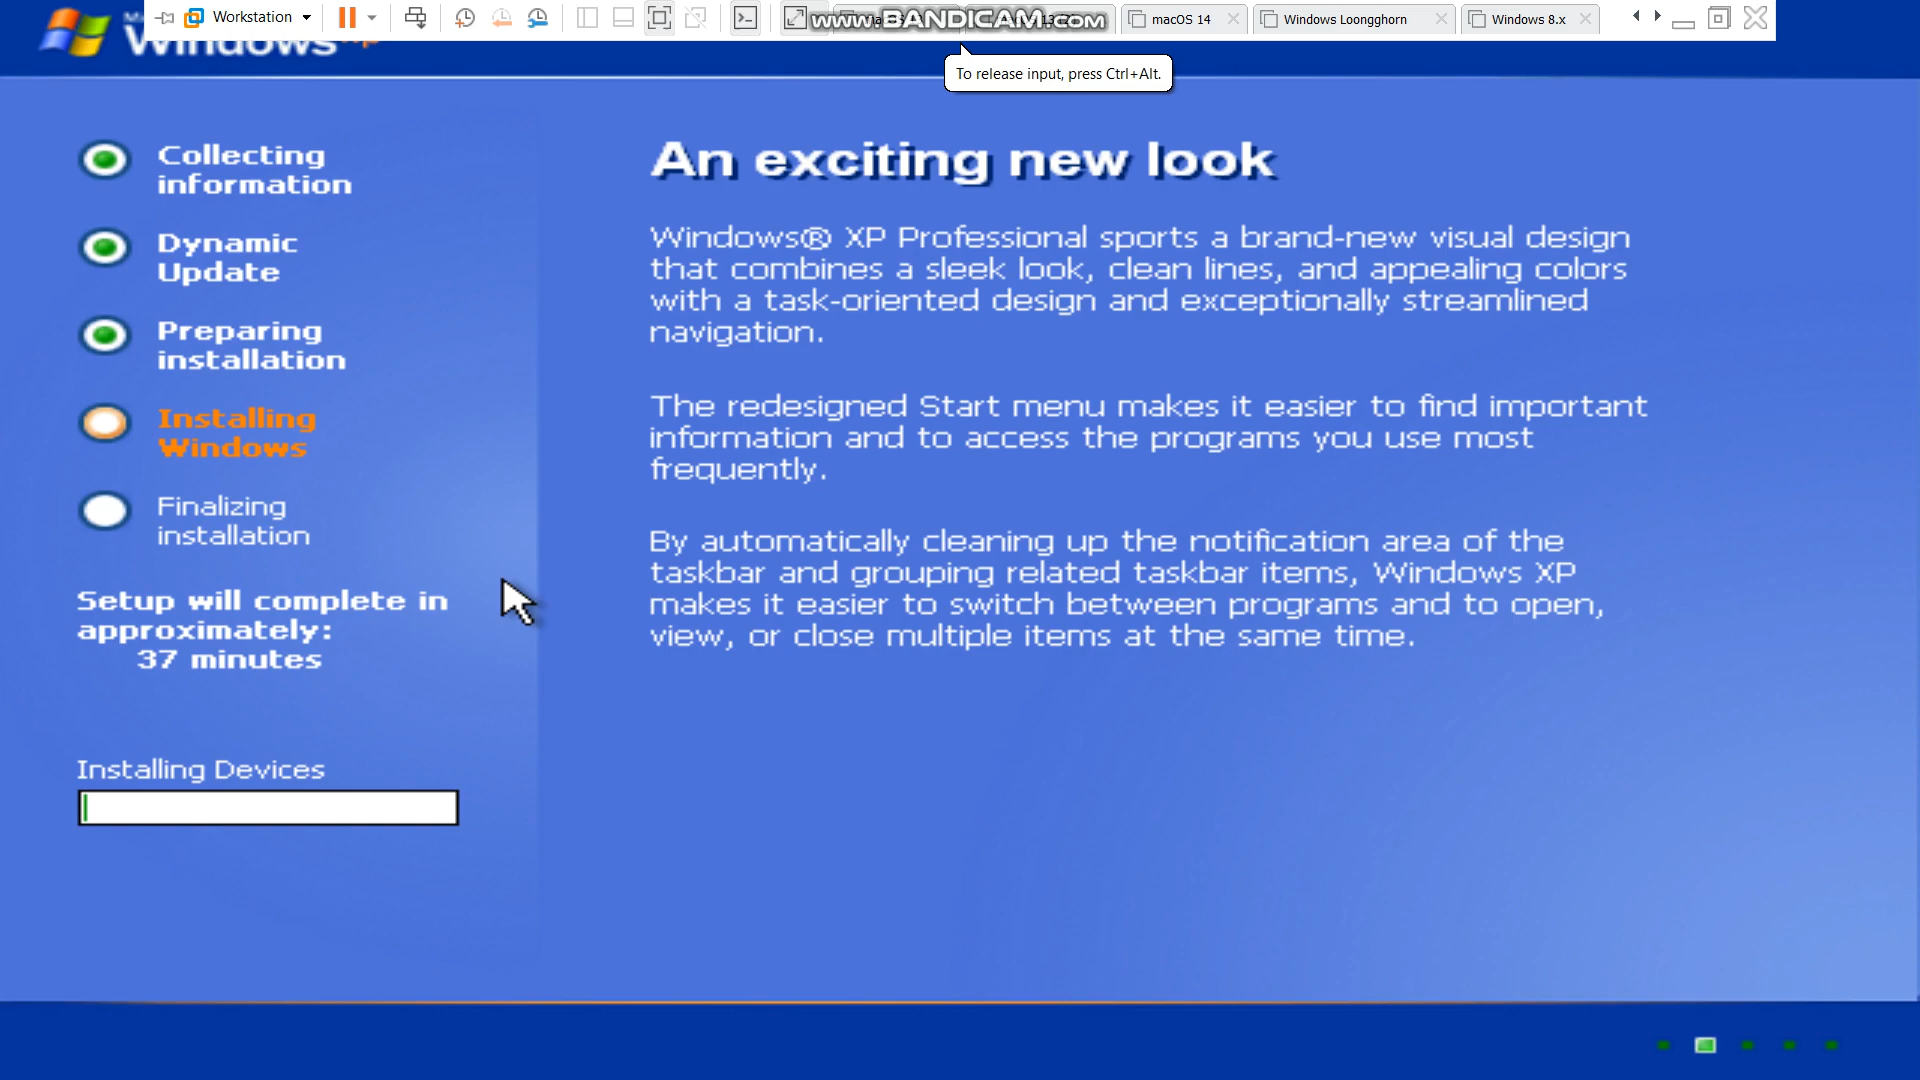 Workstation
www.BANDICAM.com
macOS 14
Windows Loongghorn
Windows 8.x
Windows xp
To release input, press Ctrl+Alt.
Collecting
information
Dynamic
Update
Preparing
installation
Installing
Windows
Finalizing
installation
Setup will complete in
approximately:
37 minutes
Installing Devices
An exciting new look
Windows® XP Professional sports a brand-new visual design
that combines a sleek look, clean lines, and appealing colors
with a task-oriented design and exceptionally streamlined
navigation.
The redesigned Start menu makes it easier to find important
information and to access the programs you use most
frequently.
By automatically cleaning up the notification area of the
taskbar and grouping related taskbar items, Windows XP
makes it easier to switch between programs and to open,
view, or close multiple items at the same time.